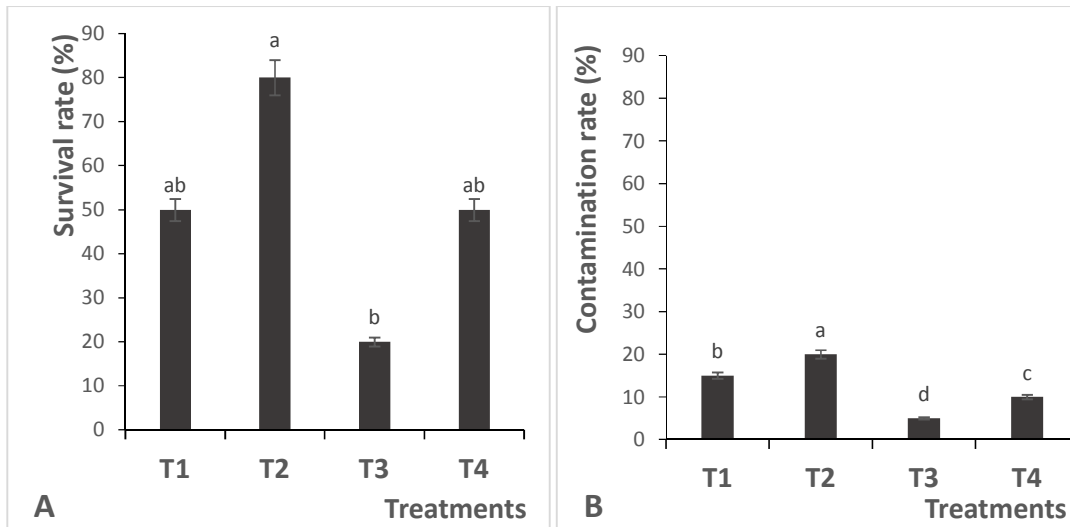 Survival rate (%)
90
80
70
60
50
40
30
20
10
0
ab
a
b
ab
T1 T2 T3 T4
A Treatments
Contamination rate (%)
90
80
70
60
50
40
30
20
10
0
b
a
d
c
T1 T2 T3 T4
B Treatments